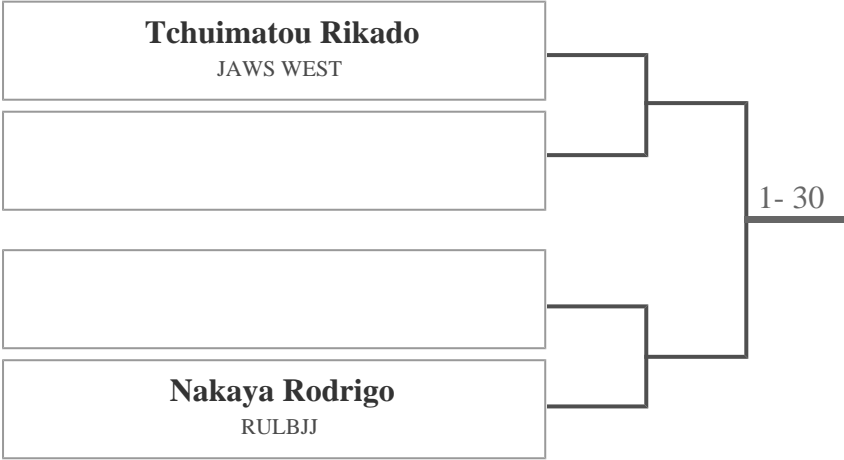 Tchuimatou Rikado
JAWS WEST
1- 30
Nakaya Rodrigo
RULBJJ